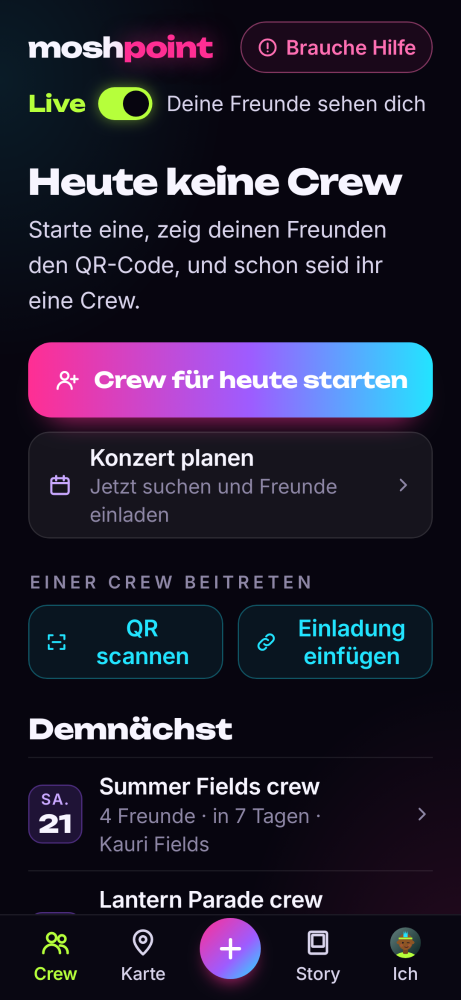 moshpoint
Brauche Hilfe
Live
Deine Freunde sehen dich
Heute keine Crew
Starte eine, zeig deinen Freunden
den QR-Code, und schon seid ihr
eine Crew.
Crew für heute starten
Konzert planen
Jetzt suchen und Freunde
einladen
EINER CREW BEITRETEN
QR
scannen
Einladung
einfügen
Demnächst
SA.
21
Summer Fields crew
4 Freunde · in 7 Tagen ·
Kauri Fields
Lantern Parade crew
Crew
Karte
Story
Ich